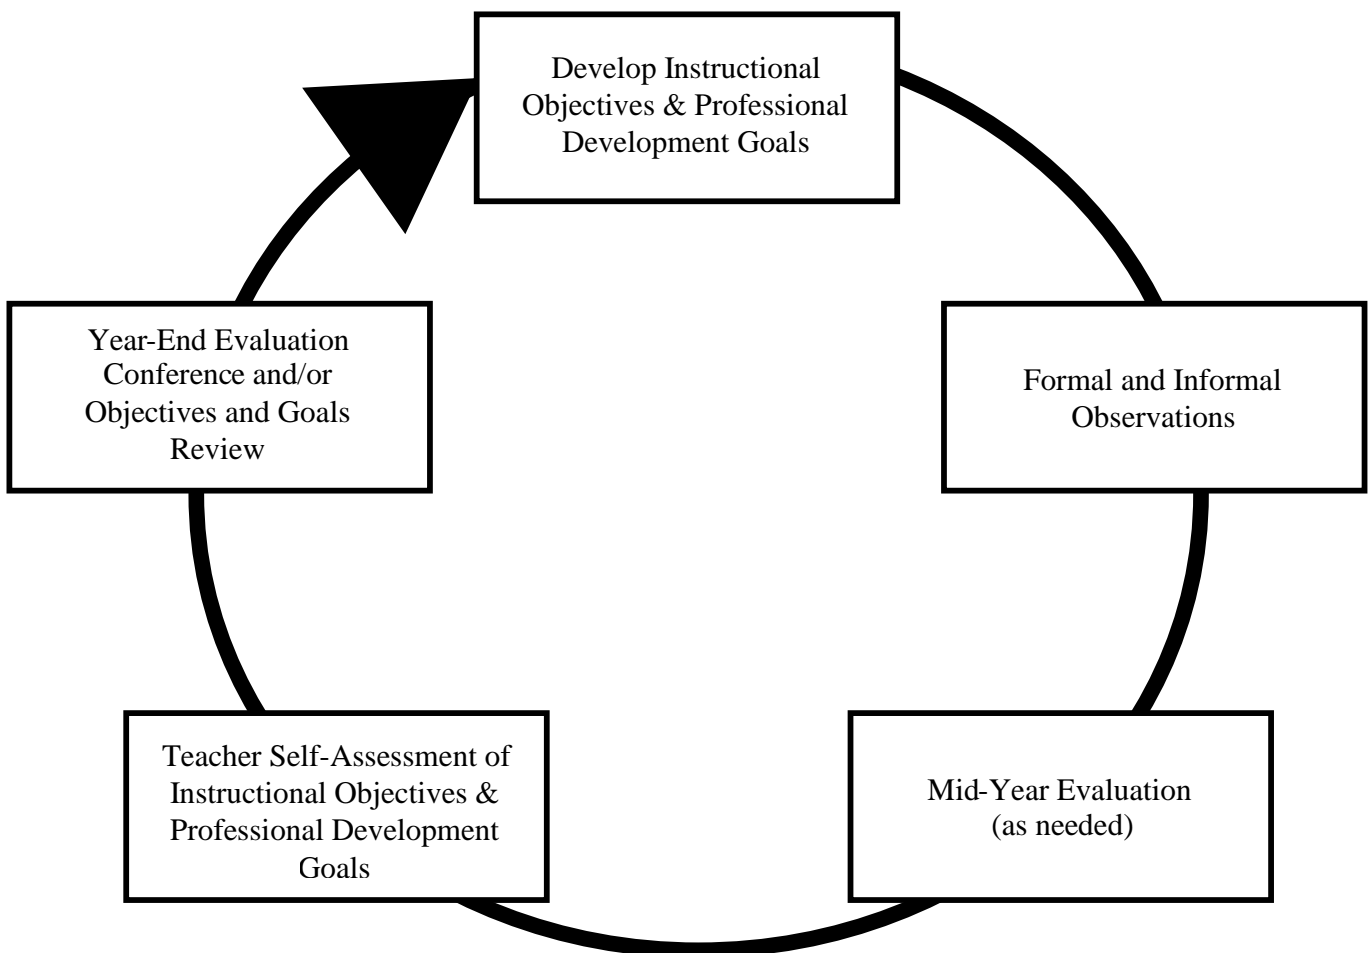 Develop Instructional
Objectives & Professional
Development Goals
Formal and Informal
Observations
Mid-Year Evaluation
(as needed)
Teacher Self-Assessment of
Instructional Objectives &
Professional Development
Goals
Year-End Evaluation
Conference and/or
Objectives and Goals
Review